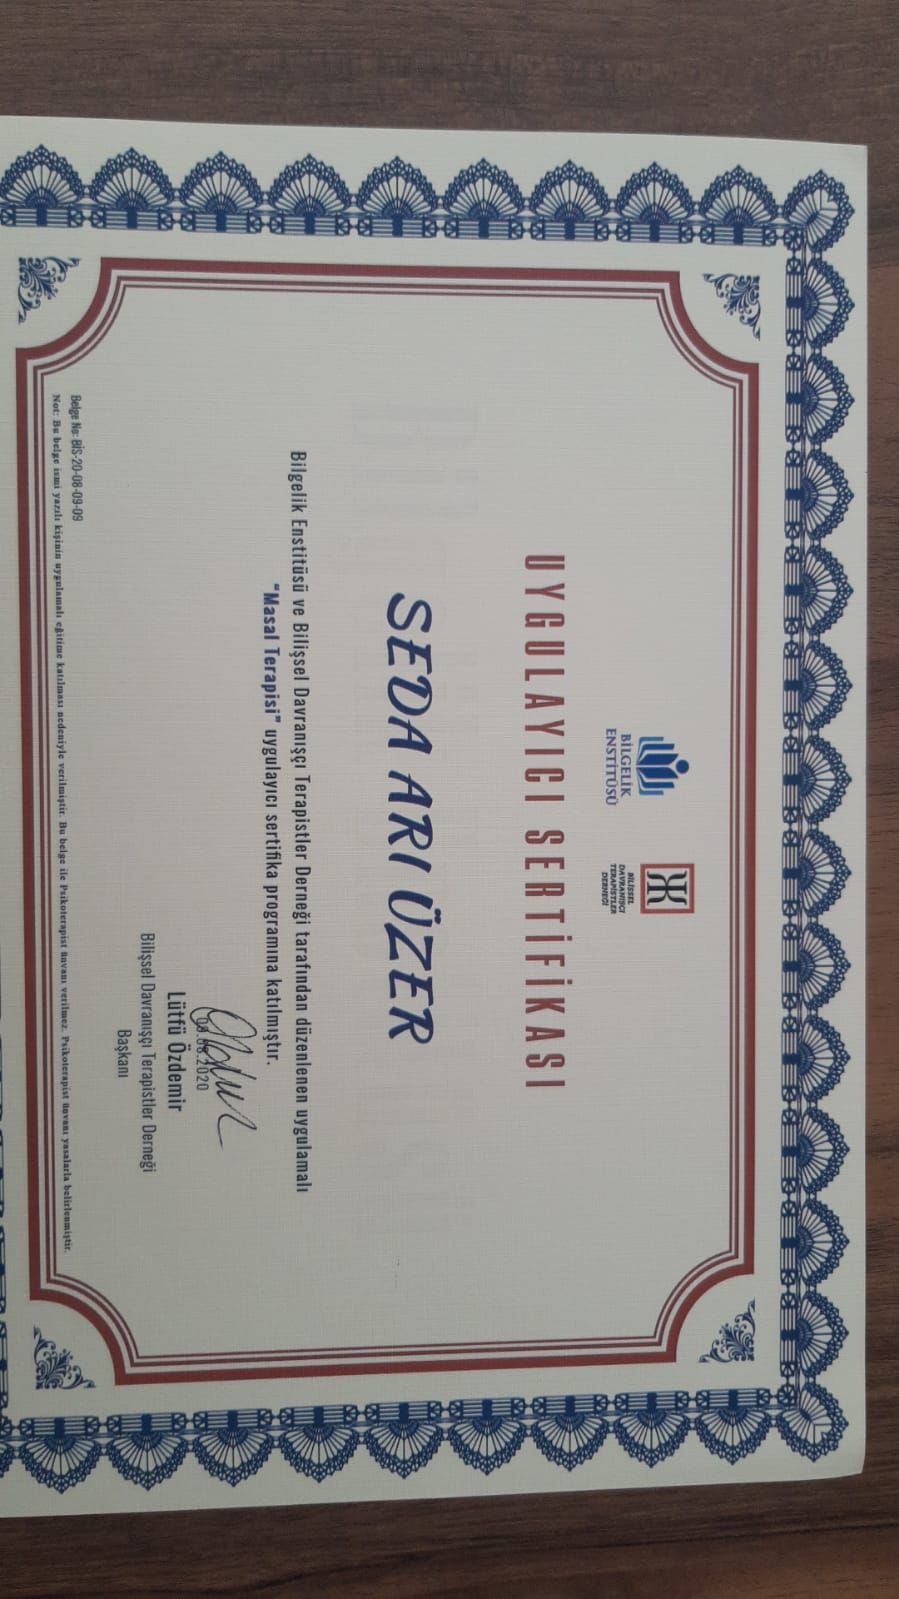 BİLGELİK
ENSTİTÜSÜ
BİLİŞSEL
DAVRANIŞÇI
TERAPİSTLER
DERNEĞİ
UYGULAYICI SERTİFİKASI
SEDA ARI ÜZER
Bilgelik Enstitüsü ve Bilişsel Davranışçı Terapistler Derneği tarafından düzenlenen uygulamalı
"Masal Terapisi" uygulayıcı sertifika programına katılmıştır.
.08.2020
Lütfü Özdemir
Bilişsel Davranışçı Terapistler Derneği
Başkanı
Belge No: BİS-20-08-09-09
Not: Bu belge ismi yazılı kişinin uygulamalı eğitime katılması nedeniyle verilmiştir. Bu belge ile Psikoterapist ünvanı verilmez. Psikoterapist ünvanı yasalarla belirlenmiştir.